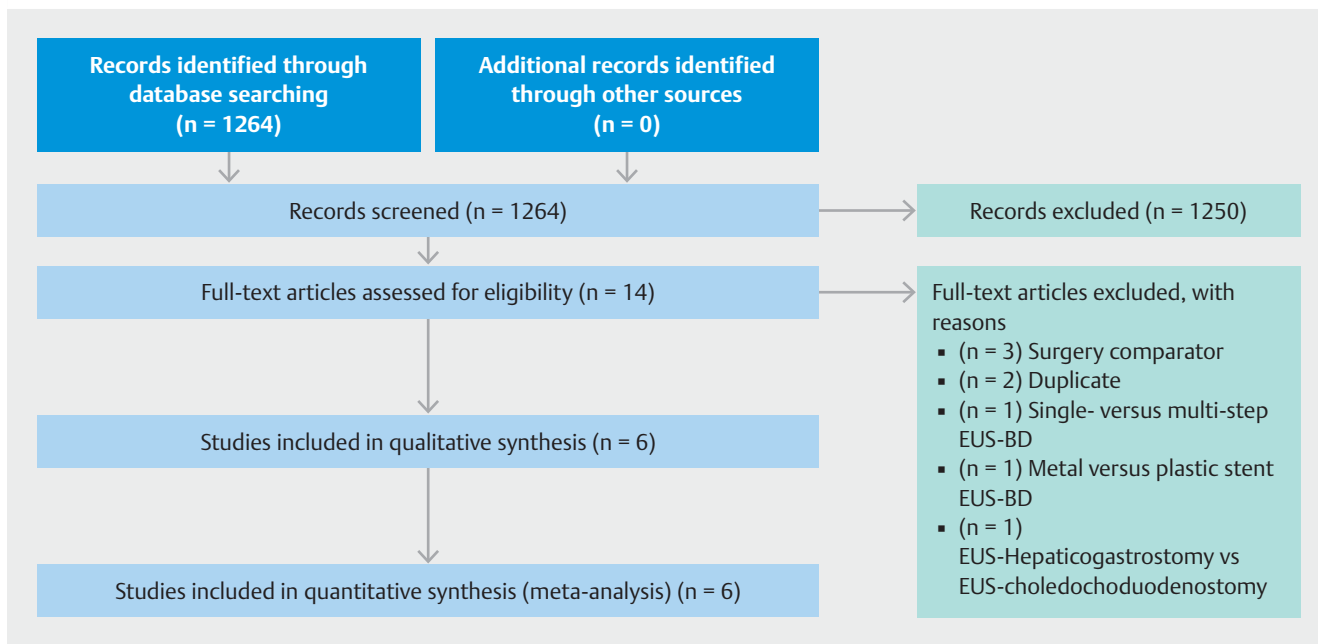 Records identified through
database searching
(n = 1264)
Additional records identified
through other sources
(n = 0)
Records screened (n = 1264)
Records excluded (n = 1250)
Full-text articles assessed for eligibility (n = 14)
Full-text articles excluded, with
reasons
▪ (n = 3) Surgery comparator
▪ (n = 2) Duplicate
▪ (n = 1) Single- versus multi-step
EUS-BD
▪ (n = 1) Metal versus plastic stent
EUS-BD
▪ (n = 1)
EUS-Hepaticogastrostomy vs
EUS-choledochoduodenostomy
Studies included in qualitative synthesis (n = 6)
Studies included in quantitative synthesis (meta-analysis) (n = 6)